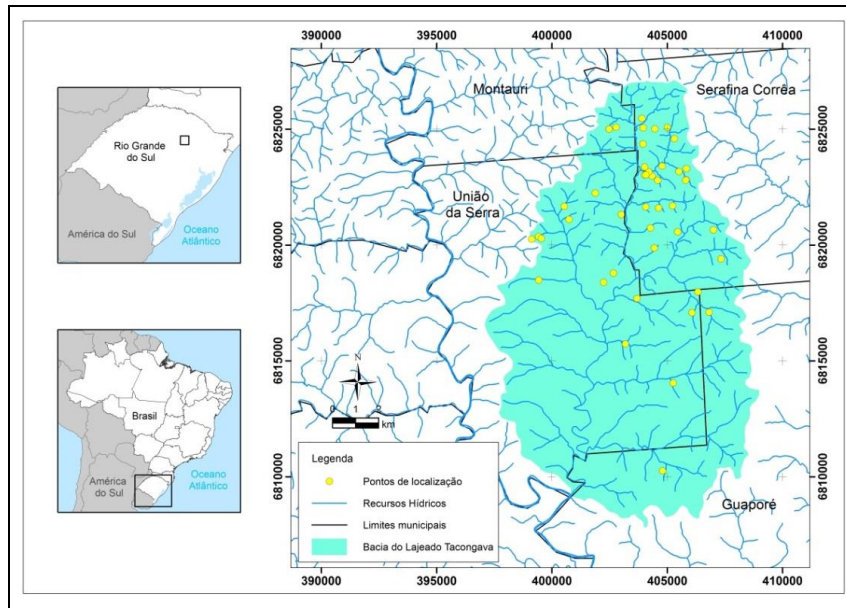 390000 395000 400000 405000 410000
Montauri
Serafina Corrêa
6825000
6825000
Rio Grande
do Sul
América do Sul
Oceano
Atlântico
União
da Serra
6820000
6820000
Brasil
América
do Sul
Oceano
Atlântico
6815000
6815000
N
0 1 2
km
Legenda
Pontos de localização
Recursos Hídricos
Limites municipais
Bacia do Lajeado Tacongava
6810000
6810000
Guaporé
390000 395000 400000 405000 410000